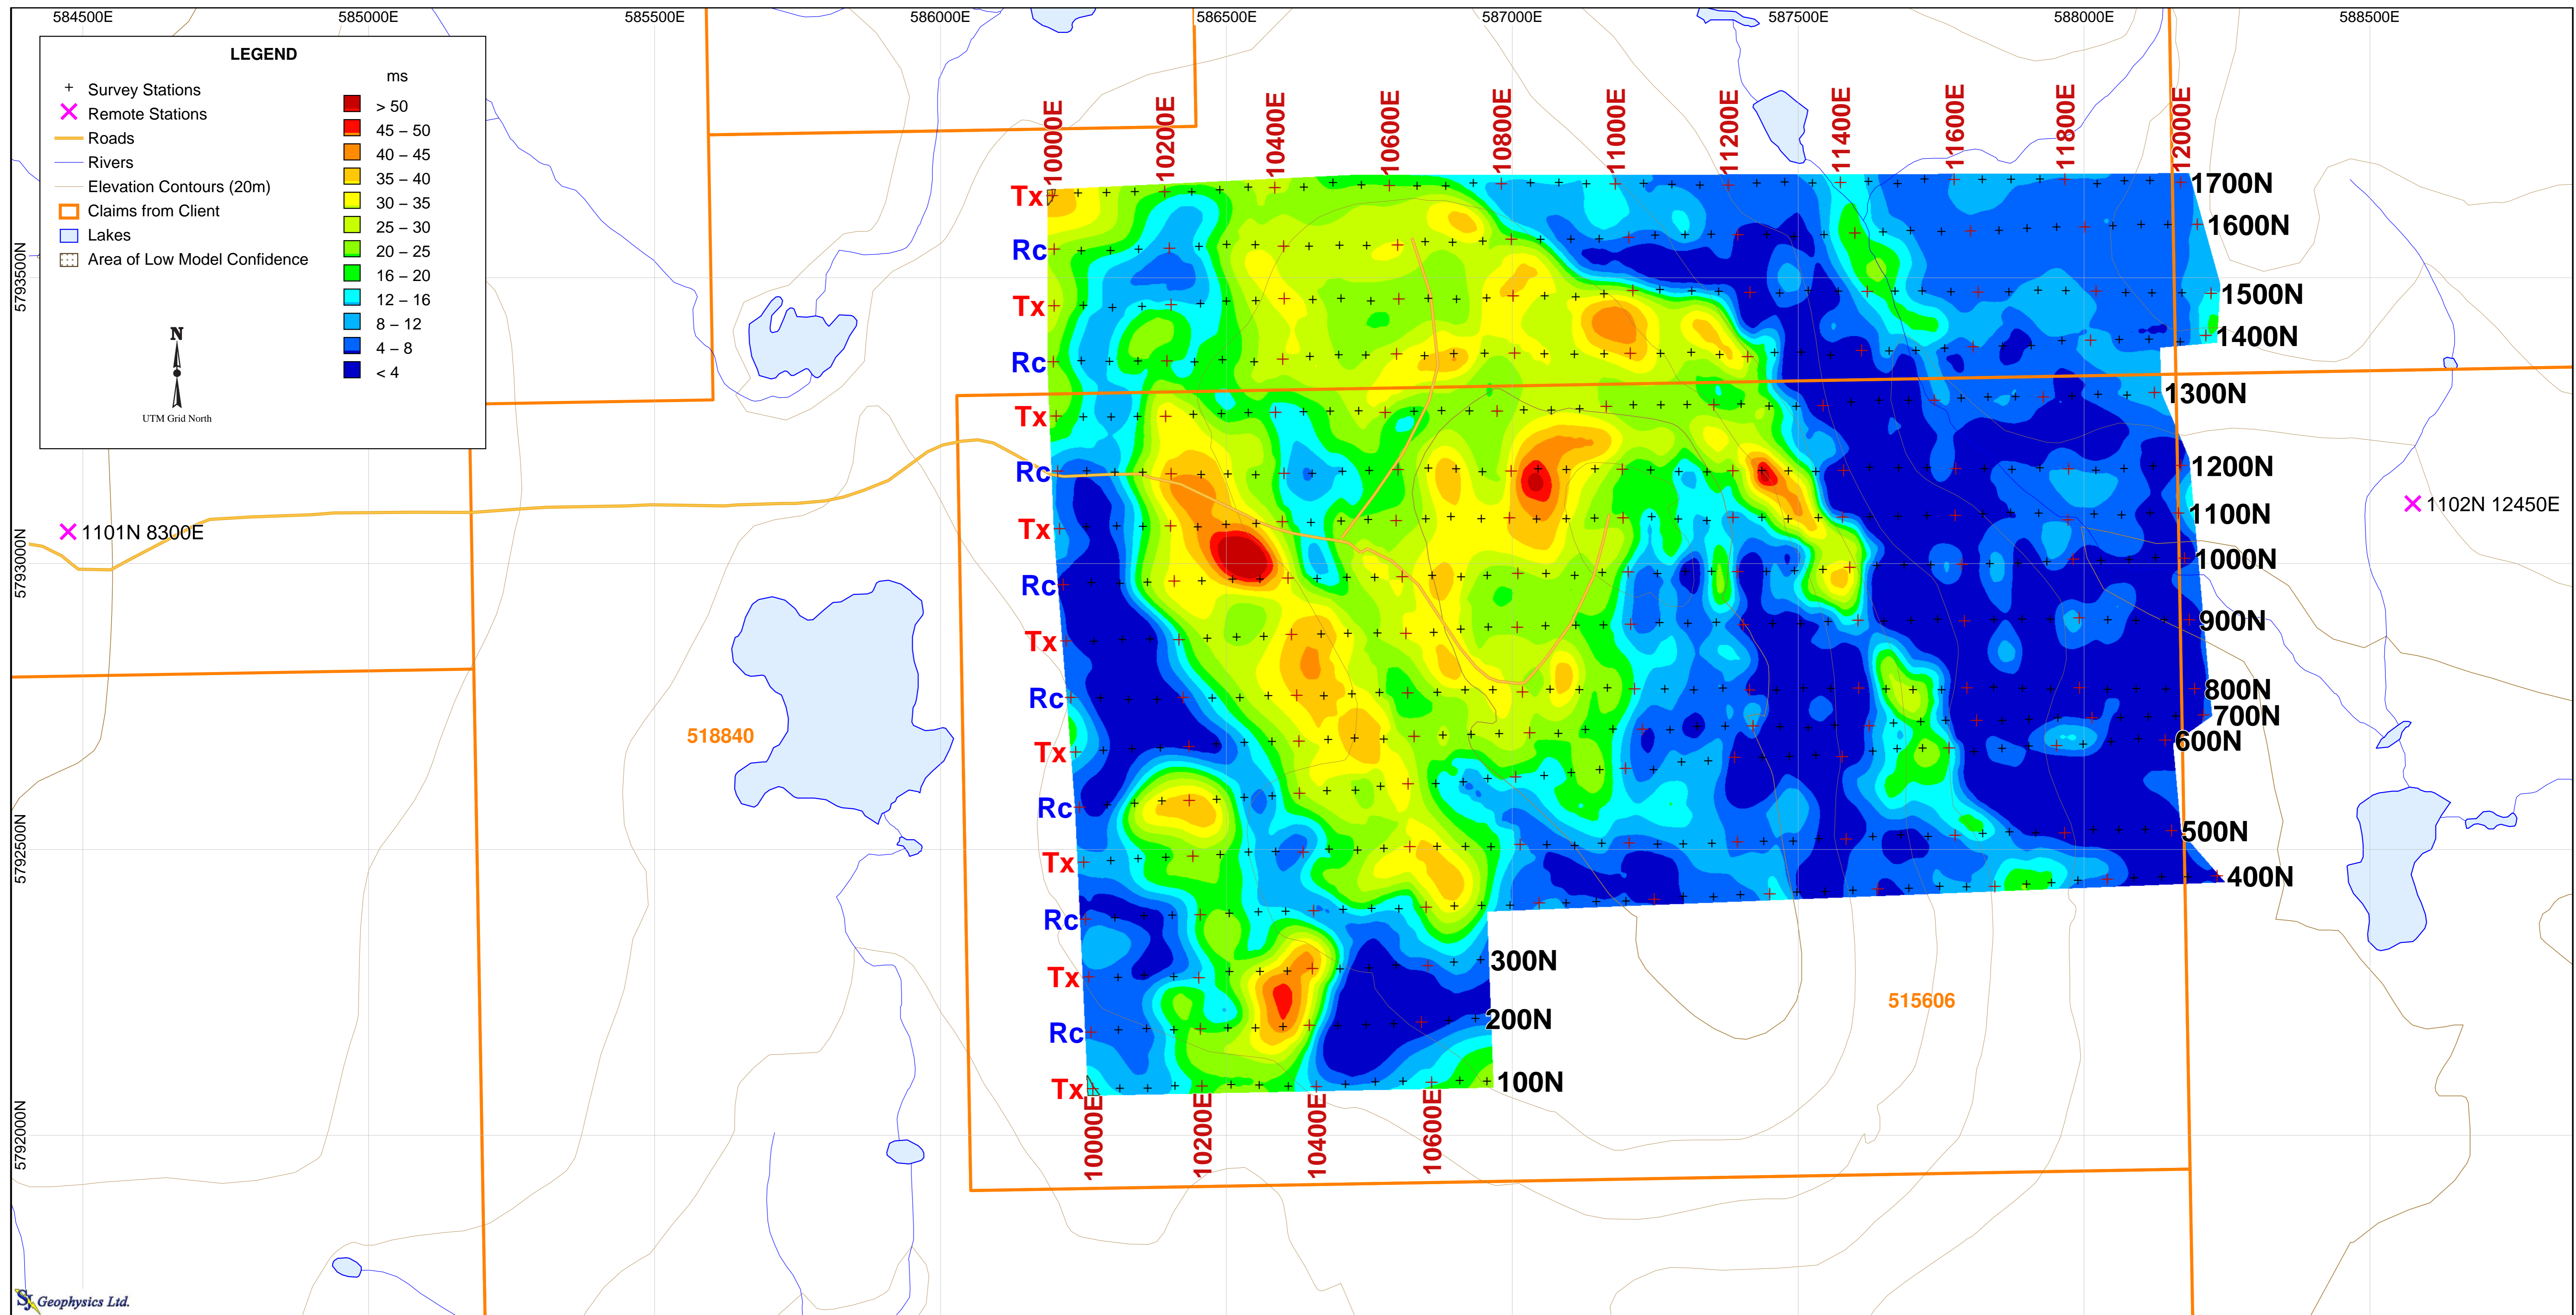 584500E 585000E 585500E 586000E 586500E 587000E 587500E 588000E 588500E
LEGEND
ms
Survey Stations
Remote Stations
Roads
Rivers
Elevation Contours (20m)
Claims from Client
Lakes
Area of Low Model Confidence
> 50
45 – 50
40 – 45
35 – 40
30 – 35
25 – 30
20 – 25
16 – 20
12 – 16
8 – 12
4 – 8
< 4
N
UTM Grid North
5793500N
5793000N
5792500N
5792000N
10000E 10200E 10400E 10600E 10800E 11000E 11200E 11400E 11600E 11800E 12000E
Tx
Rc
Tx
Rc
Tx
Rc
Tx
Rc
Tx
Rc
Tx
Rc
Tx
Rc
Tx
Rc
Tx
1700N
1600N
1500N
1400N
1300N
1200N
1100N
1000N
900N
800N
700N
600N
500N
400N
300N
200N
100N
1101N 8300E
1102N 12450E
518840
515606
10000E 10200E 10400E 10600E
SJ Geophysics Ltd.